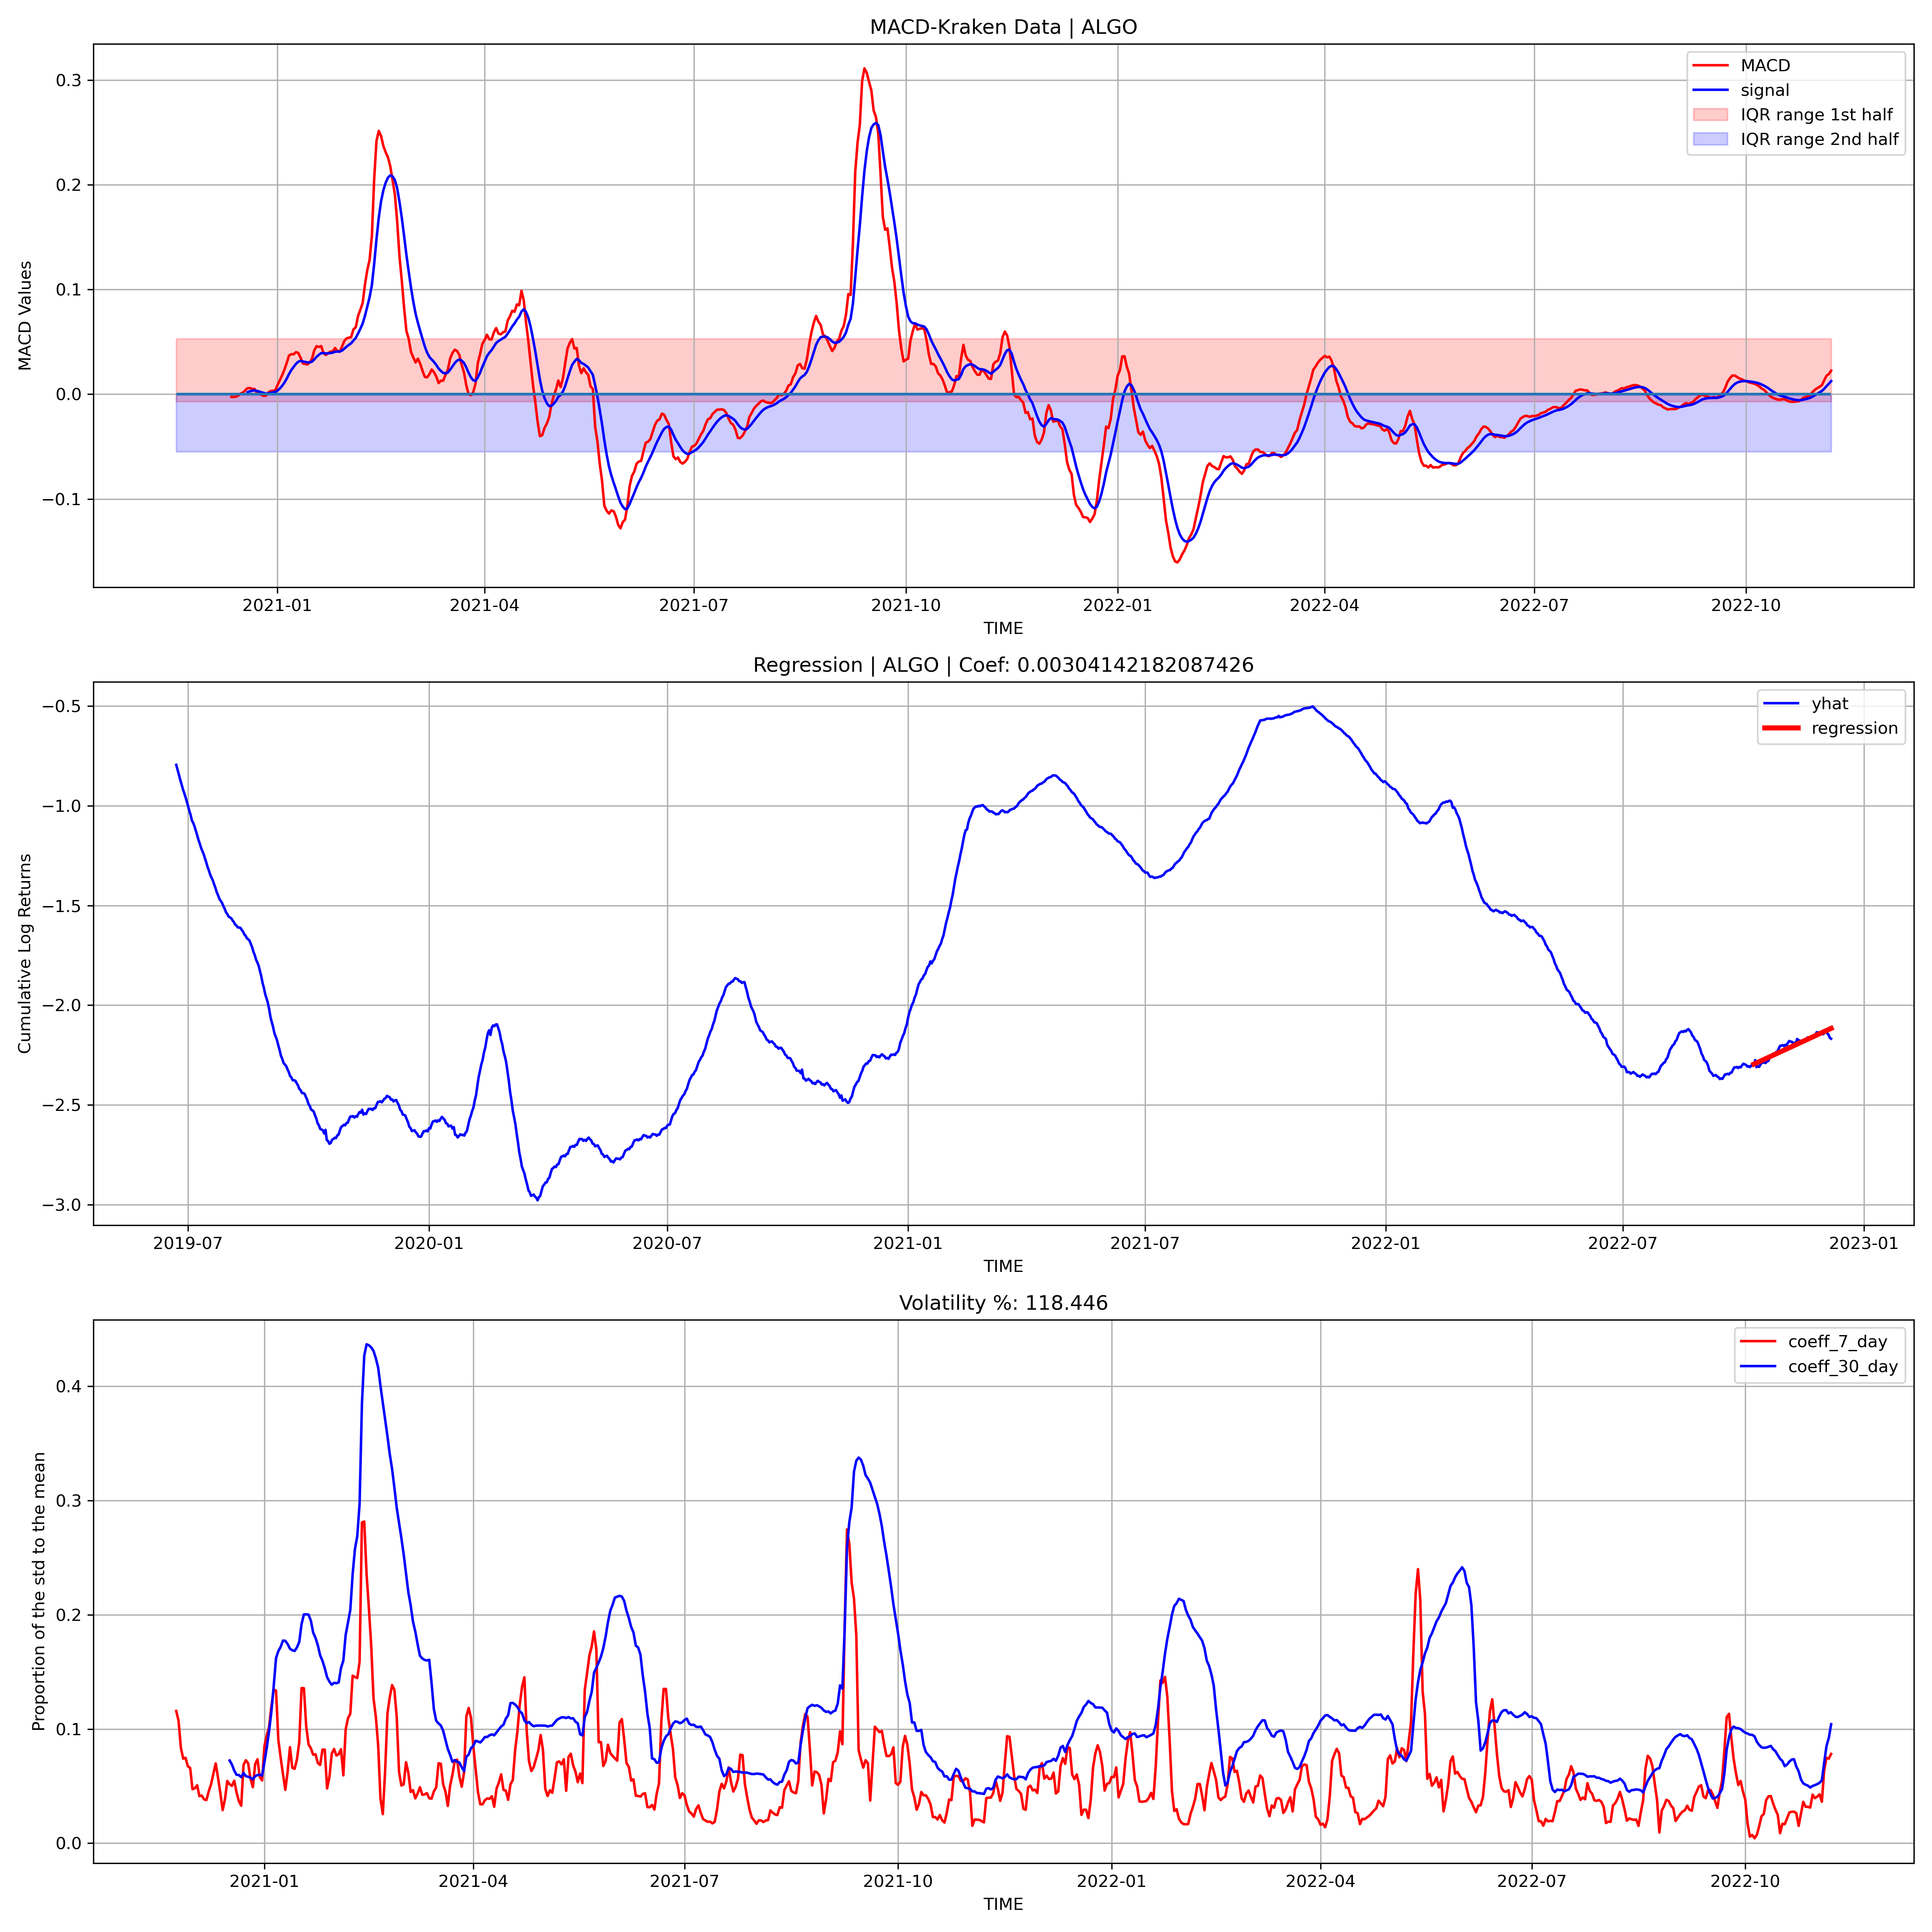 MACD-Kraken Data | ALGO
MACD Values
0.3
0.2
0.1
0.0
−0.1
MACD
signal
IQR range 1st half
IQR range 2nd half
2021-01 2021-04 2021-07 2021-10 2022-01 2022-04 2022-07 2022-10
TIME
Regression | ALGO | Coef: 0.00304142182087426
Cumulative Log Returns
−0.5
−1.0
−1.5
−2.0
−2.5
−3.0
yhat
regression
2019-07 2020-01 2020-07 2021-01 2021-07 2022-01 2022-07 2023-01
TIME
Volatility %: 118.446
Proportion of the std to the mean
0.4
0.3
0.2
0.1
0.0
coeff_7_day
coeff_30_day
2021-01 2021-04 2021-07 2021-10 2022-01 2022-04 2022-07 2022-10
TIME